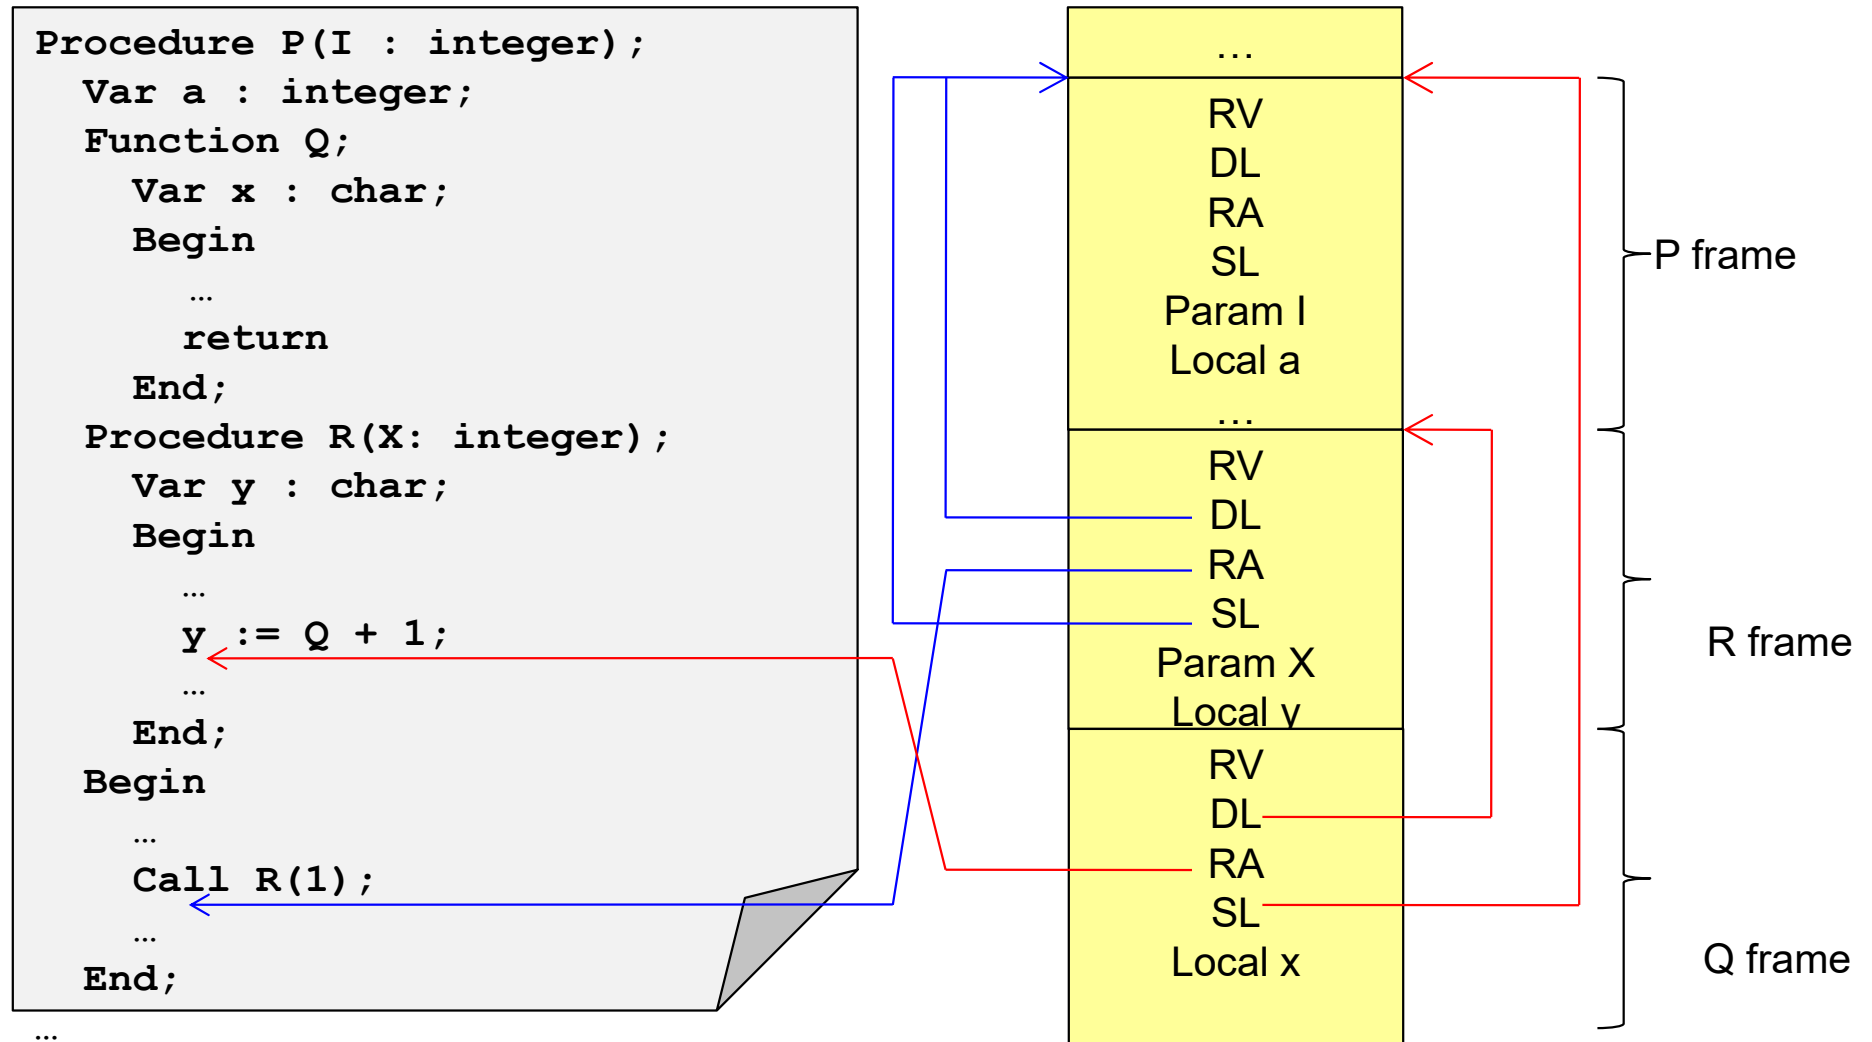 Procedure P(I : integer);
Var a : integer;
Function Q;
Var x : char;
Begin
…
return
End;
Procedure R(X: integer);
Var y : char;
Begin
…
y := Q + 1;
…
End;
Begin
…
Call R(1);
…
End;
…
…
RV
DL
RA
SL
Param I
Local a
…
RV
DL
RA
SL
Param X
Local y
RV
DL
RA
SL
Local x
P frame
R frame
Q frame